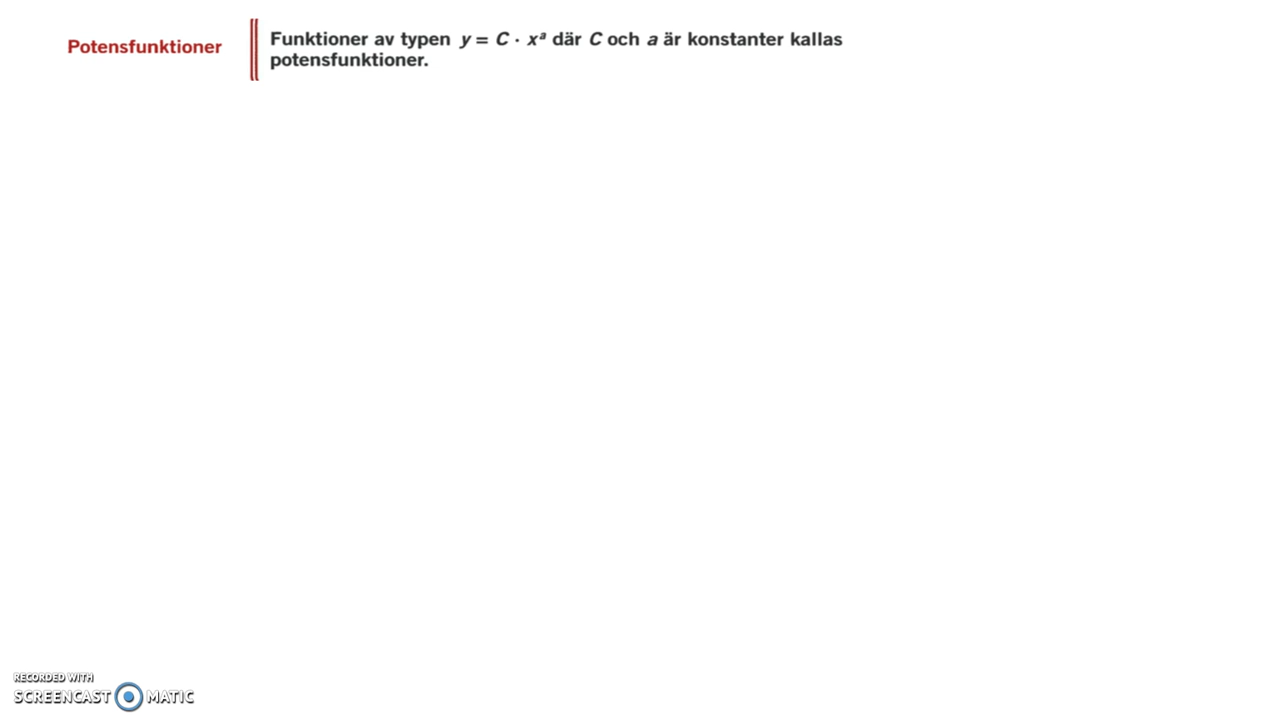 Potensfunktioner
Funktioner av typen y = C · xᵃ där C och a är konstanter kallas
potensfunktioner.
RECORDED WITH
SCREENCAST MATIC